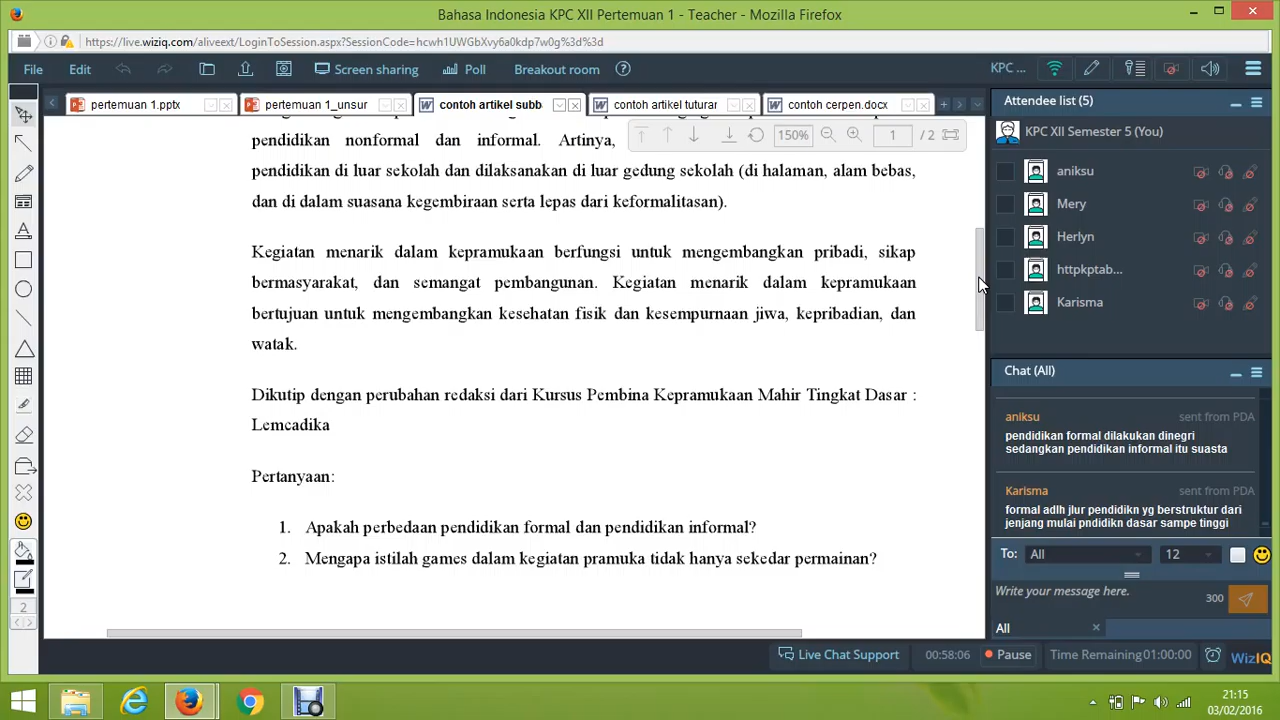 Bahasa Indonesia KPC XII Pertemuan 1 - Teacher - Mozilla Firefox
https://live.wiziq.com/aliveext/LoginToSession.aspx?SessionCode=hcwh1UWGbXvy6a0kdp7w0g%3d%3d
File Edit Screen sharing Poll Breakout room KPC ...
pertemuan 1.pptx
pertemuan 1_unsur
contoh artikel subb
contoh artikel tuturar
contoh cerpen.docx
150% 1 / 2
pendidikan nonformal dan informal. Artinya,
pendidikan di luar sekolah dan dilaksanakan di luar gedung sekolah (di halaman, alam bebas,
dan di dalam suasana kegembiraan serta lepas dari keformalitasan).
Kegiatan menarik dalam kepramukaan berfungsi untuk mengembangkan pribadi, sikap
bermasyarakat, dan semangat pembangunan. Kegiatan menarik dalam kepramukaan
bertujuan untuk mengembangkan kesehatan fisik dan kesempurnaan jiwa, kepribadian, dan
watak.
Dikutip dengan perubahan redaksi dari Kursus Pembina Kepramukaan Mahir Tingkat Dasar :
Lemcadika
Pertanyaan:
1. Apakah perbedaan pendidikan formal dan pendidikan informal?
2. Mengapa istilah games dalam kegiatan pramuka tidak hanya sekedar permainan?
2
Attendee list (5)
KPC XII Semester 5 (You)
aniksu
Mery
Herlyn
httpkptab...
Karisma
Chat (All)
aniksu sent from PDA
pendidikan formal dilakukan dinegri
sedangkan pendidikan informal itu suasta
Karisma sent from PDA
formal adlh jlur pendidikn yg berstruktur dari
jenjang mulai pndidikn dasar sampe tinggi
To: All 12
Write your message here. 300
All
Live Chat Support 00:58:06 Pause Time Remaining01:00:00 WizIQ
21:15
03/02/2016